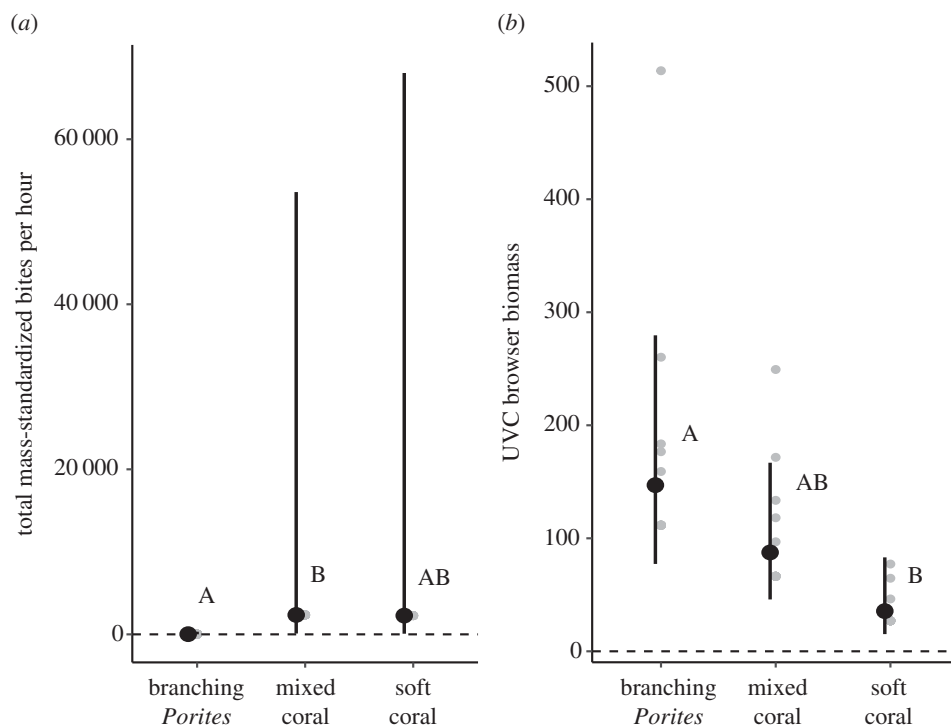 (a)
total mass-standardized bites per hour
60 000
40 000
20 000
0
A
B
AB
branching
Porites
mixed
coral
soft
coral
(b)
UVC browser biomass
500
400
300
200
100
0
A
AB
B
branching
Porites
mixed
coral
soft
coral